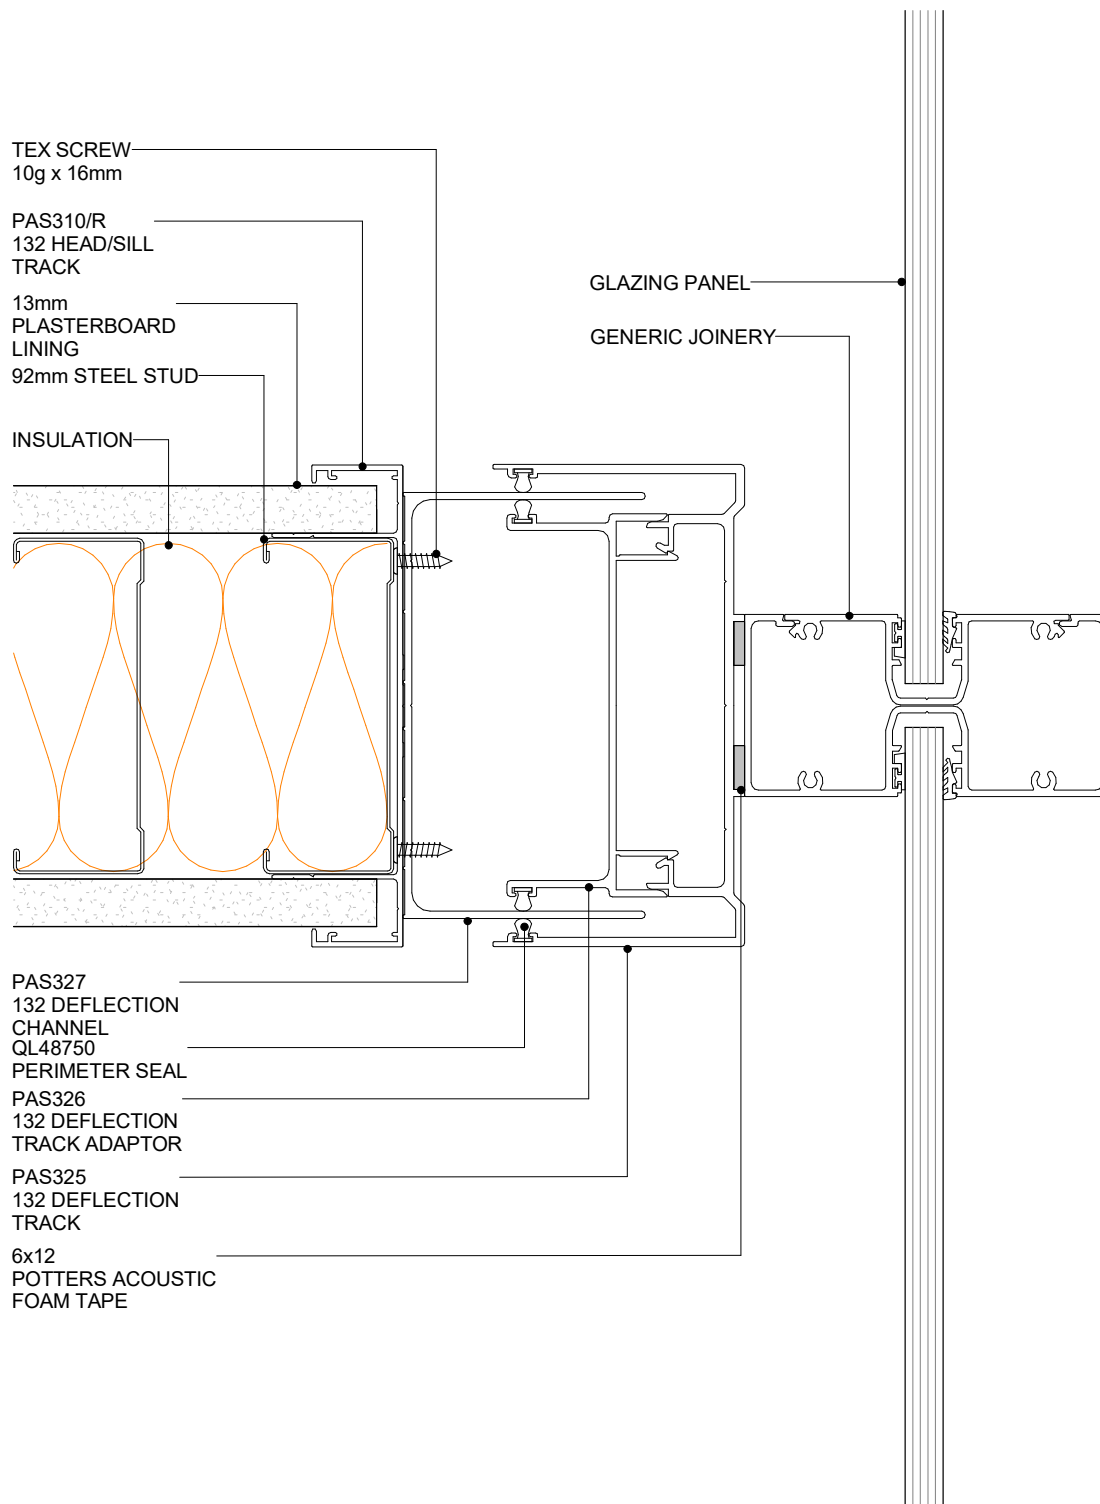 TEX SCREW
10g x 16mm
PAS310/R
132 HEAD/SILL
TRACK
13mm
PLASTERBOARD
LINING
92mm STEEL STUD
INSULATION
GLAZING PANEL
GENERIC JOINERY
PAS327
132 DEFLECTION
CHANNEL
QL48750
PERIMETER SEAL
PAS326
132 DEFLECTION
TRACK ADAPTOR
PAS325
132 DEFLECTION
TRACK
6x12
POTTERS ACOUSTIC
FOAM TAPE